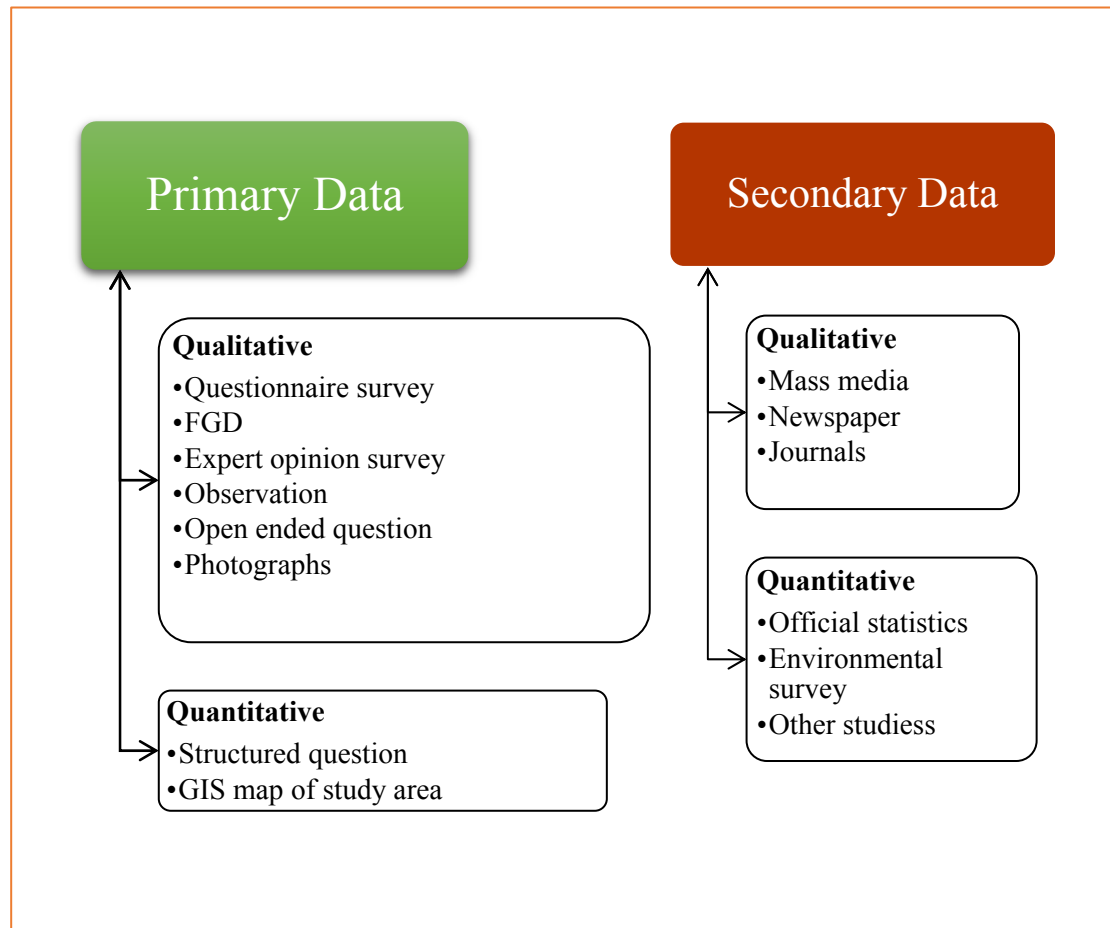 Primary Data
Qualitative
•Questionnaire survey
•FGD
•Expert opinion survey
•Observation
•Open ended question
•Photographs
Quantitative
•Structured question
•GIS map of study area
Secondary Data
Qualitative
•Mass media
•Newspaper
•Journals
Quantitative
•Official statistics
•Environmental
survey
•Other studiess